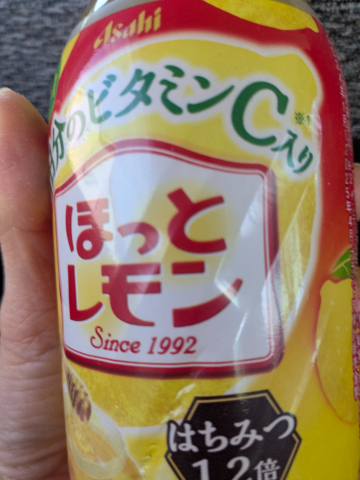 Asahi
分のビタミンC入り
ほっと
レモン
Since 1992
はちみつ
1.2倍